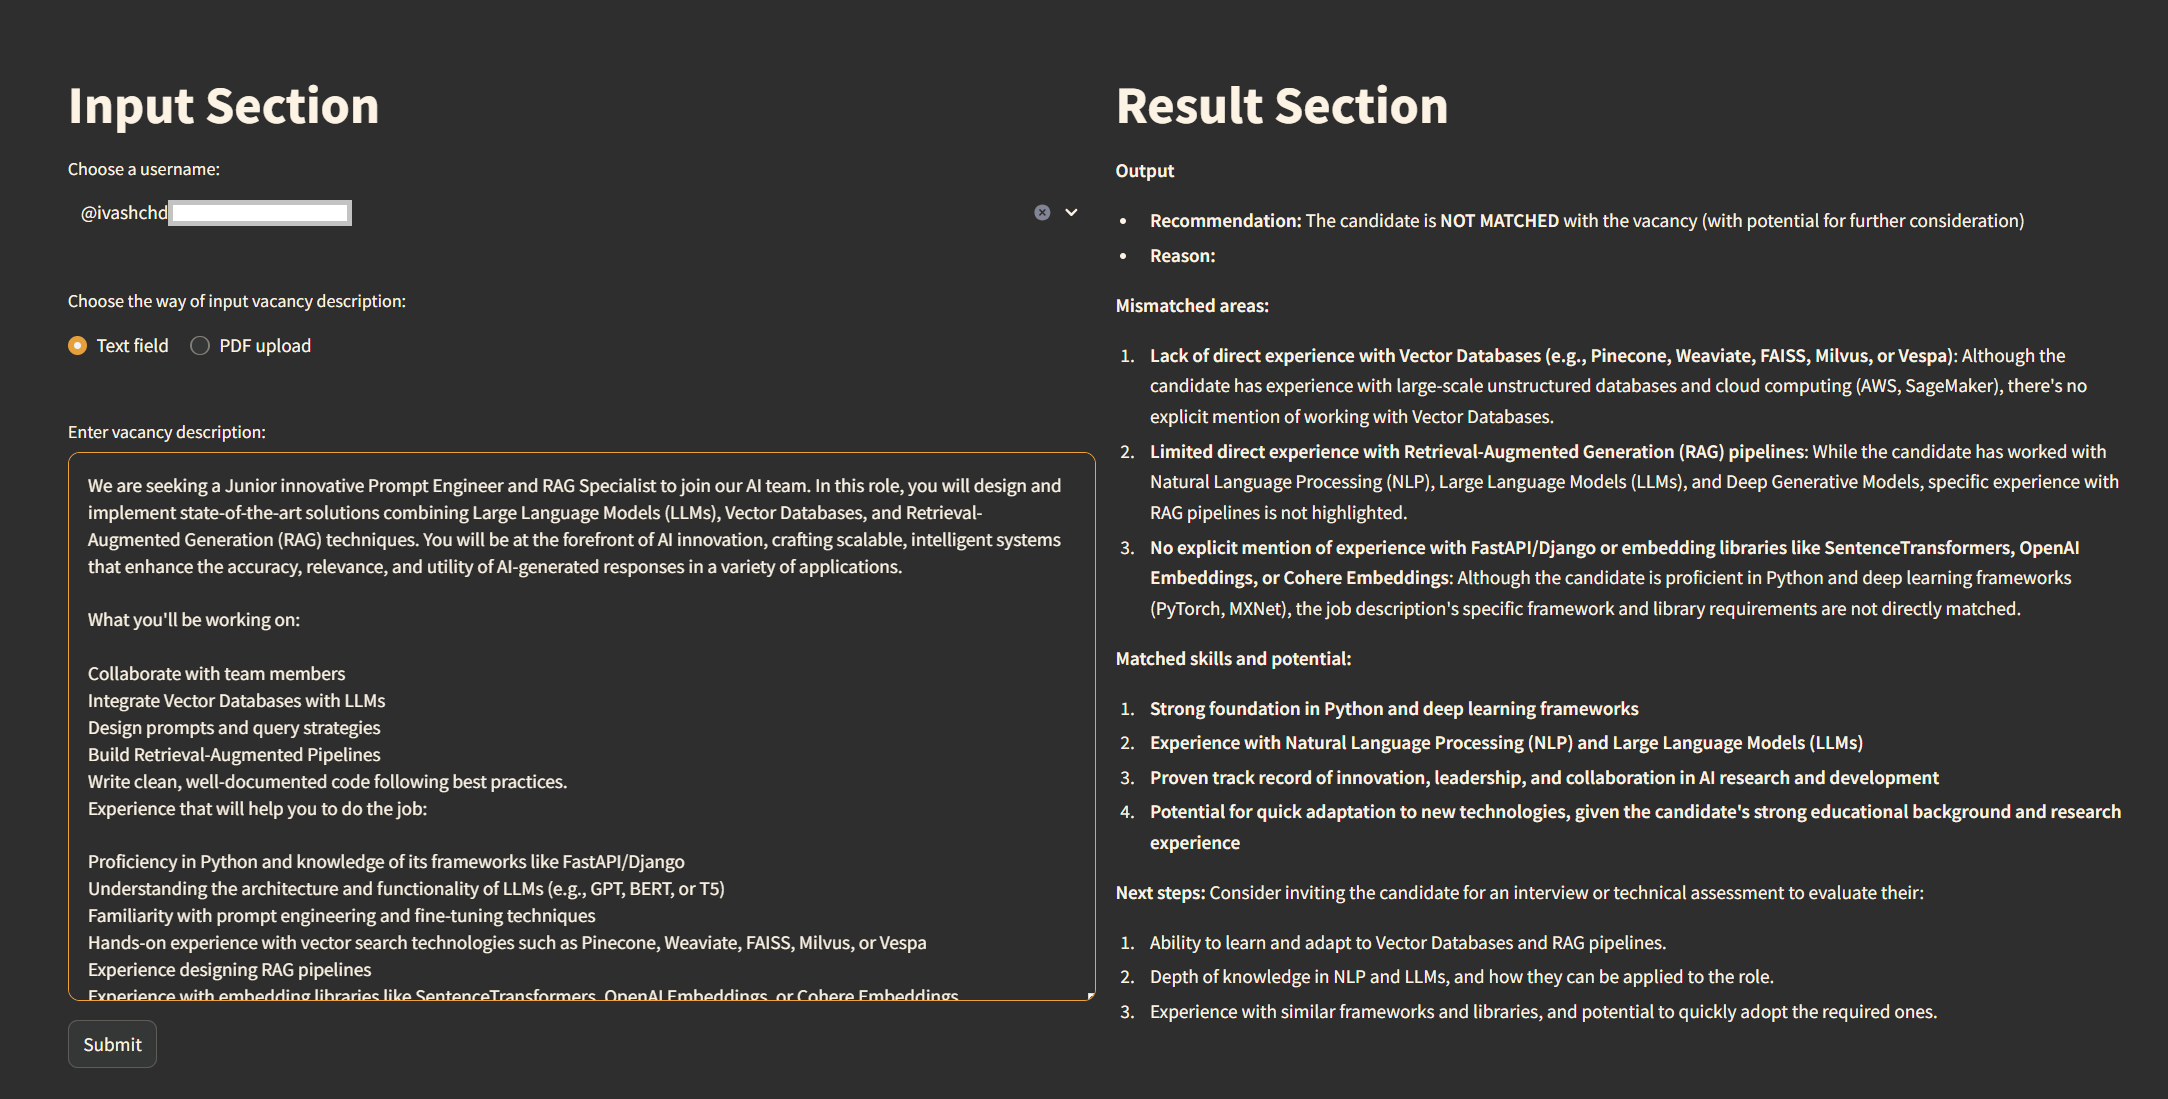 Input Section
Choose a username:
@ivashchd
Choose the way of input vacancy description:
Text field
PDF upload
Enter vacancy description:
We are seeking a Junior innovative Prompt Engineer and RAG Specialist to join our AI team. In this role, you will design and
implement state-of-the-art solutions combining Large Language Models (LLMs), Vector Databases, and Retrieval-
Augmented Generation (RAG) techniques. You will be at the forefront of AI innovation, crafting scalable, intelligent systems
that enhance the accuracy, relevance, and utility of AI-generated responses in a variety of applications.
What you'll be working on:
Collaborate with team members
Integrate Vector Databases with LLMs
Design prompts and query strategies
Build Retrieval-Augmented Pipelines
Write clean, well-documented code following best practices.
Experience that will help you to do the job:
Proficiency in Python and knowledge of its frameworks like FastAPI/Django
Understanding the architecture and functionality of LLMs (e.g., GPT, BERT, or T5)
Familiarity with prompt engineering and fine-tuning techniques
Hands-on experience with vector search technologies such as Pinecone, Weaviate, FAISS, Milvus, or Vespa
Experience designing RAG pipelines
Experience with embedding libraries like SentenceTransformers, OpenAI Embeddings, or Cohere Embeddings
Submit
Result Section
Output
• Recommendation: The candidate is NOT MATCHED with the vacancy (with potential for further consideration)
• Reason:
Mismatched areas:
1. Lack of direct experience with Vector Databases (e.g., Pinecone, Weaviate, FAISS, Milvus, or Vespa): Although the
candidate has experience with large-scale unstructured databases and cloud computing (AWS, SageMaker), there's no
explicit mention of working with Vector Databases.
2. Limited direct experience with Retrieval-Augmented Generation (RAG) pipelines: While the candidate has worked with
Natural Language Processing (NLP), Large Language Models (LLMs), and Deep Generative Models, specific experience with
RAG pipelines is not highlighted.
3. No explicit mention of experience with FastAPI/Django or embedding libraries like SentenceTransformers, OpenAI
Embeddings, or Cohere Embeddings: Although the candidate is proficient in Python and deep learning frameworks
(PyTorch, MXNet), the job description's specific framework and library requirements are not directly matched.
Matched skills and potential:
1. Strong foundation in Python and deep learning frameworks
2. Experience with Natural Language Processing (NLP) and Large Language Models (LLMs)
3. Proven track record of innovation, leadership, and collaboration in AI research and development
4. Potential for quick adaptation to new technologies, given the candidate's strong educational background and research
experience
Next steps: Consider inviting the candidate for an interview or technical assessment to evaluate their:
1. Ability to learn and adapt to Vector Databases and RAG pipelines.
2. Depth of knowledge in NLP and LLMs, and how they can be applied to the role.
3. Experience with similar frameworks and libraries, and potential to quickly adopt the required ones.